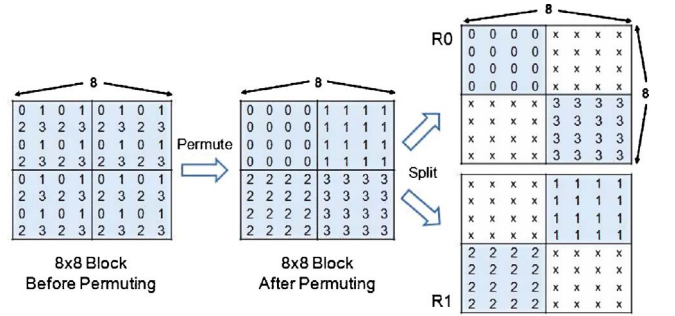 8
0 1 0 1 0 1 0 1
2 3 2 3 2 3 2 3
0 1 0 1 0 1 0 1
2 3 2 3 2 3 2 3
0 1 0 1 0 1 0 1
2 3 2 3 2 3 2 3
0 1 0 1 0 1 0 1
2 3 2 3 2 3 2 3
8x8 Block
Before Permuting
Permute
8
0 0 0 0 1 1 1 1
0 0 0 0 1 1 1 1
0 0 0 0 1 1 1 1
0 0 0 0 1 1 1 1
2 2 2 2 3 3 3 3
2 2 2 2 3 3 3 3
2 2 2 2 3 3 3 3
2 2 2 2 3 3 3 3
8x8 Block
After Permuting
Split
8
R0
0 0 0 0 x x x x
0 0 0 0 x x x x
0 0 0 0 x x x x
0 0 0 0 x x x x
x x x x 3 3 3 3
x x x x 3 3 3 3
x x x x 3 3 3 3
x x x x 3 3 3 3
8
x x x x 1 1 1 1
x x x x 1 1 1 1
x x x x 1 1 1 1
x x x x 1 1 1 1
2 2 2 2 x x x x
2 2 2 2 x x x x
2 2 2 2 x x x x
2 2 2 2 x x x x
R1